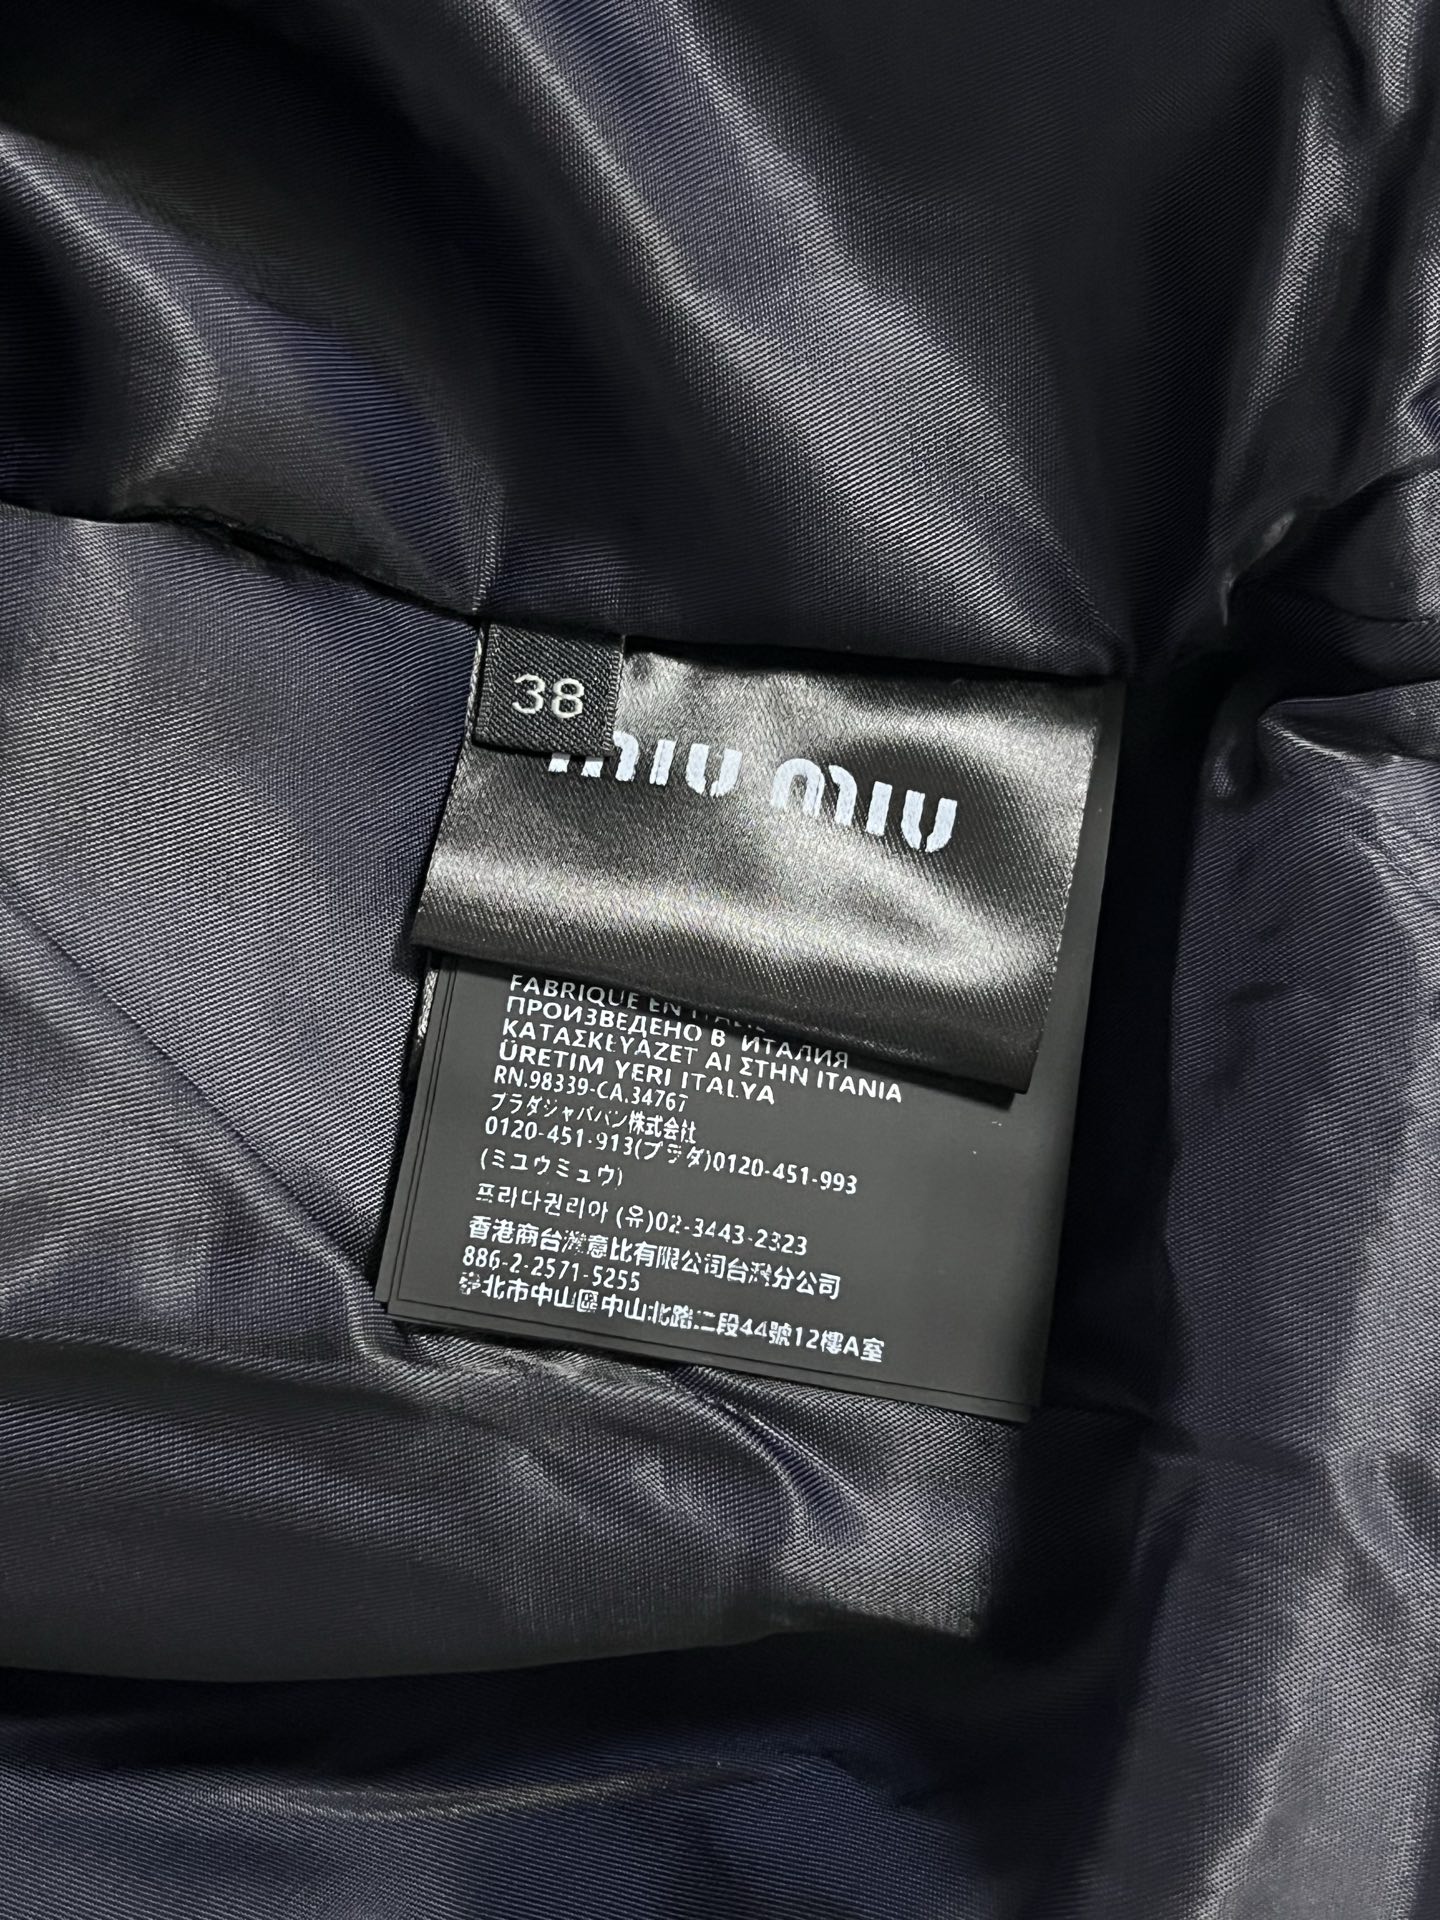 38
miu miu
FABRIQUE EN ITALIE
ПРОИЗВЕДЕНО В ИТАЛИЯ
ΚΑΤΑΣΚΕΥΑΖΕΤ ΑΙ ΣΤΗΝ ΙΤΑΝΙΑ
ÜRETIM YERI ITALYA
RN.98339-CA.34767
プラダジャパバン株式会社
0120-451-913(プラダ)0120-451-993
(ミユウミュウ)
프라다퀀리아 (유)02-3443-2323
香港商台灣意比有限公司台灣分公司
886-2-2571-5255
北市中山區中山北路二段44號12樓A室